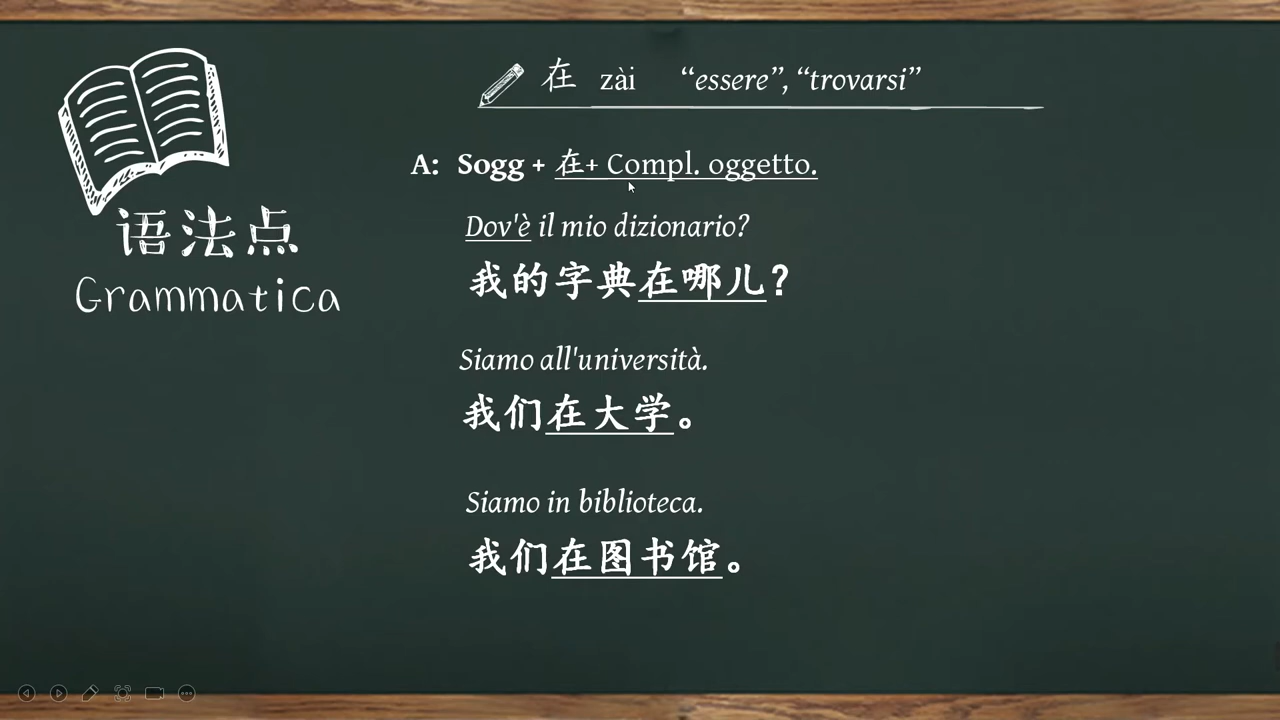 在 zài “essere”, “trovarsi”
语法点
Grammatica
A: Sogg + 在+ Compl. oggetto.
Dov'è il mio dizionario?
我的字典在哪儿？
Siamo all'università.
我们在大学。
Siamo in biblioteca.
我们在图书馆。